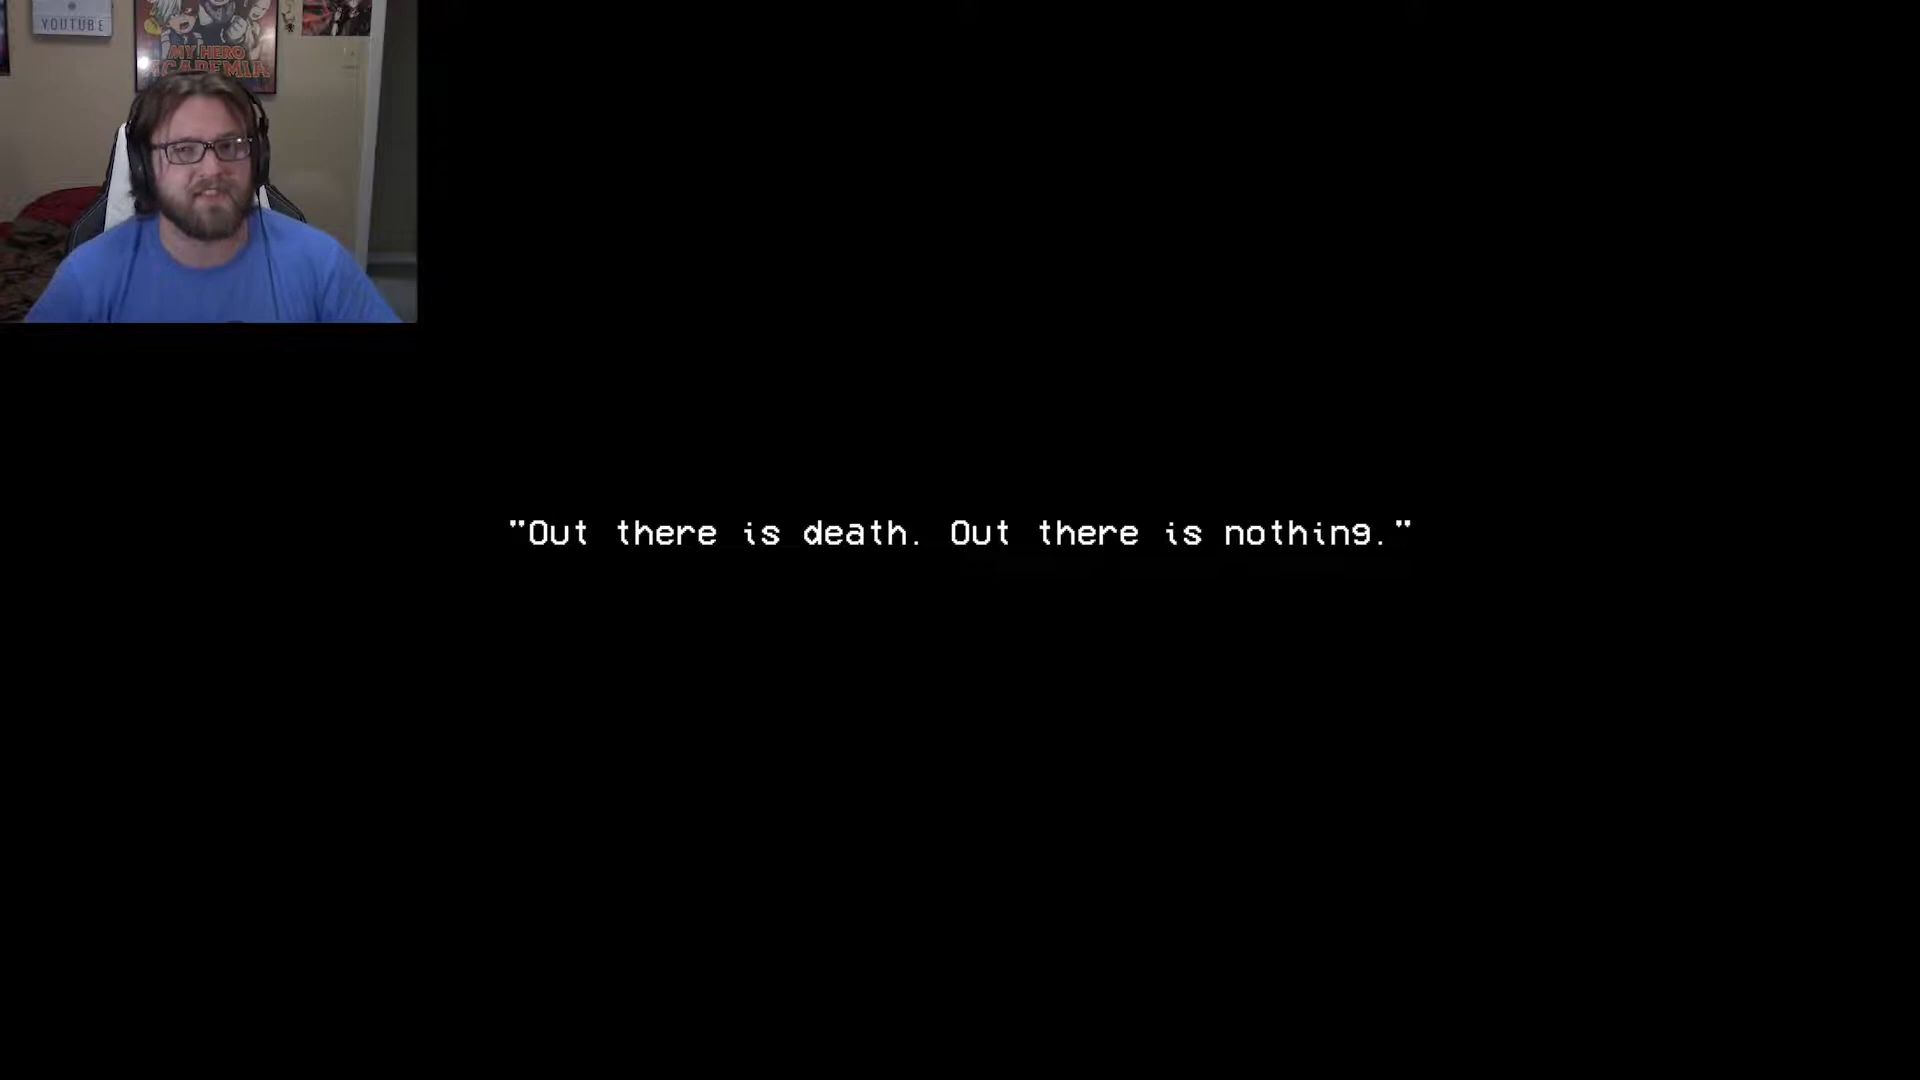 YOUTUBE
MY HERO
ACADEMIA
"Out there is death. Out there is nothing."